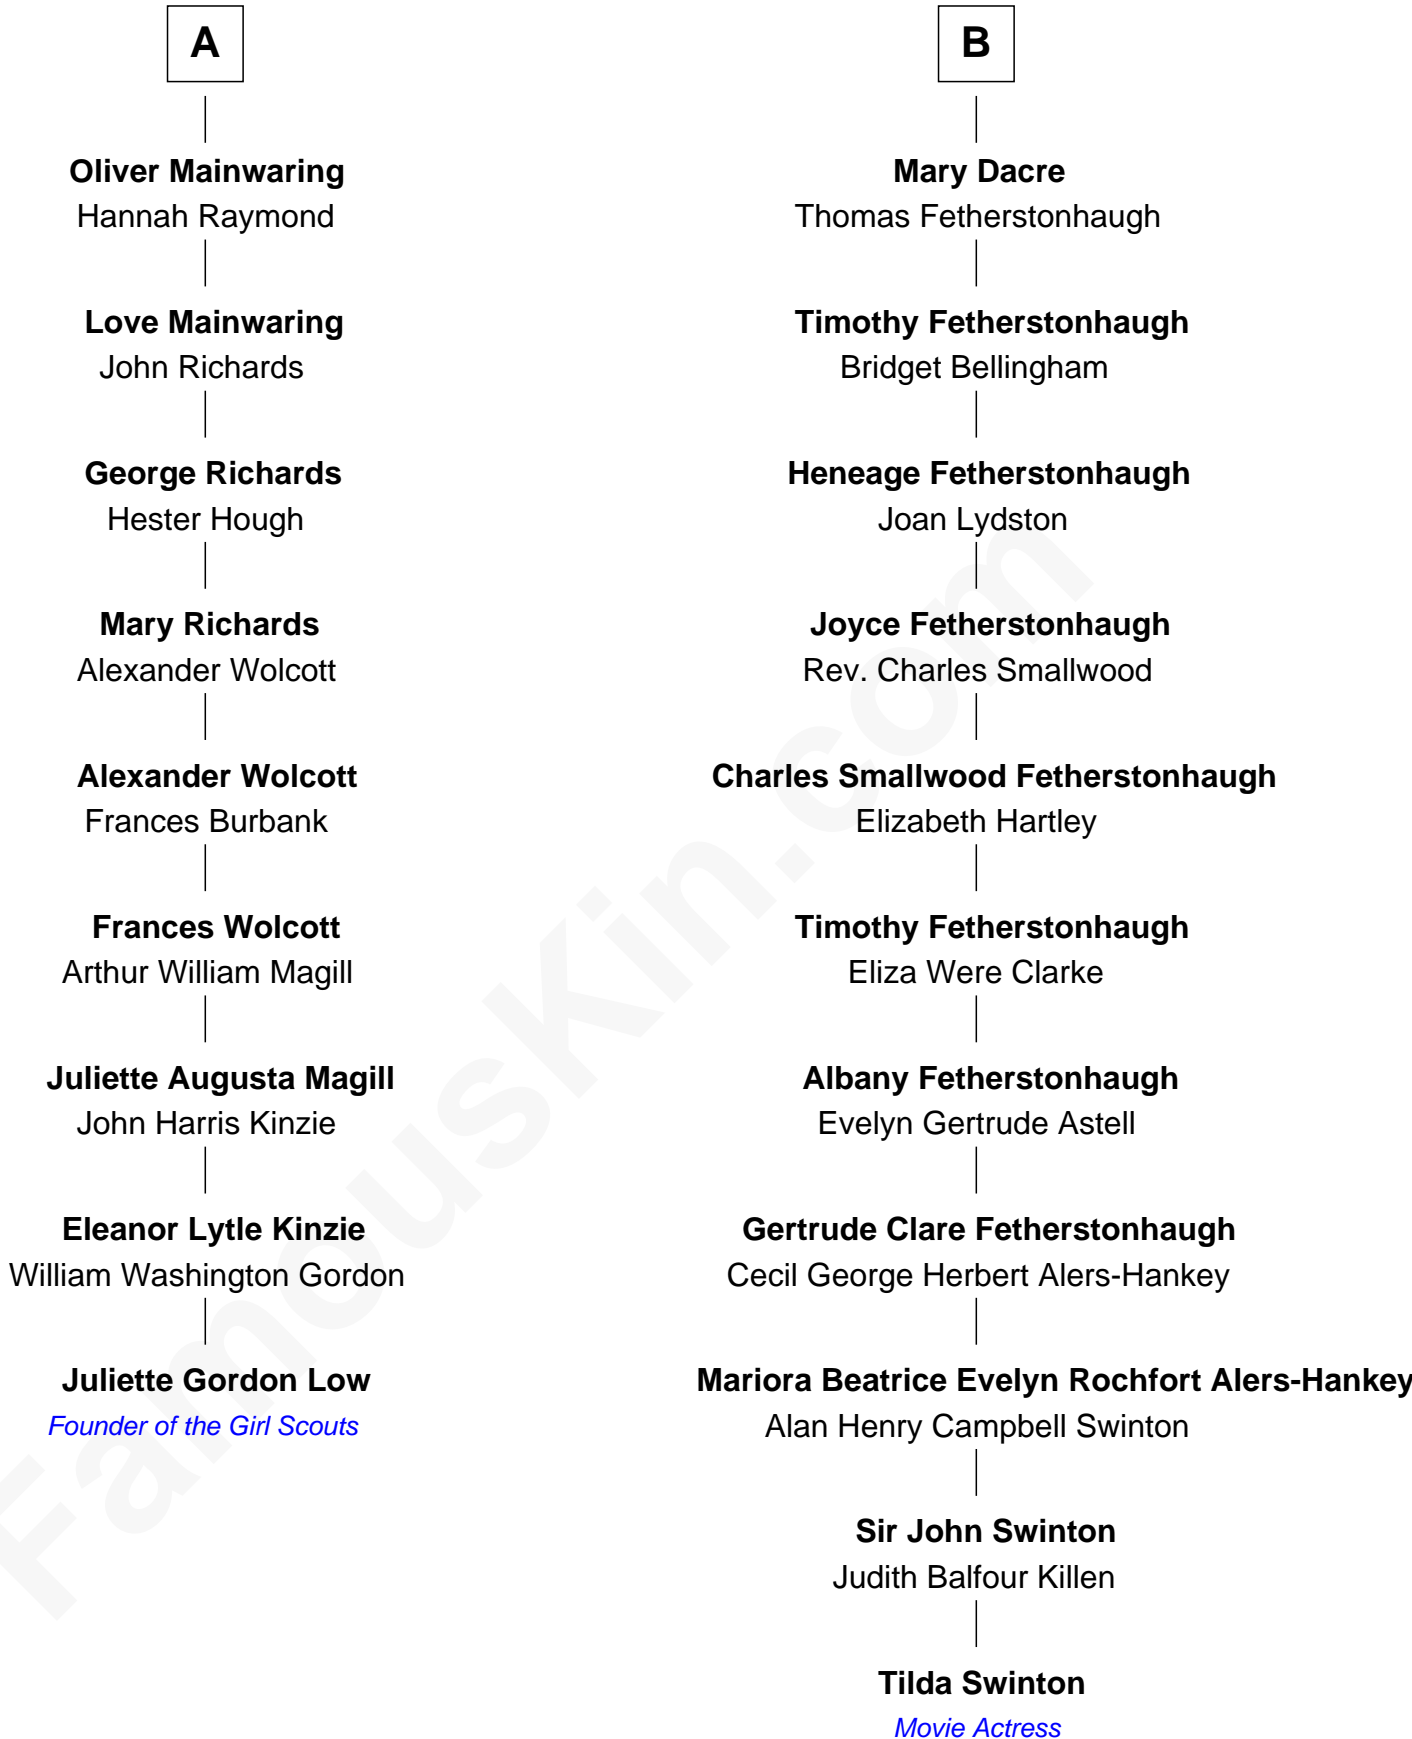 A
Oliver Mainwaring
Hannah Raymond
Love Mainwaring
John Richards
George Richards
Hester Hough
Mary Richards
Alexander Wolcott
Alexander Wolcott
Frances Burbank
Frances Wolcott
Arthur William Magill
Juliette Augusta Magill
John Harris Kinzie
Eleanor Lytle Kinzie
William Washington Gordon
Juliette Gordon Low
Founder of the Girl Scouts
B
Mary Dacre
Thomas Fetherstonhaugh
Timothy Fetherstonhaugh
Bridget Bellingham
Heneage Fetherstonhaugh
Joan Lydston
Joyce Fetherstonhaugh
Rev. Charles Smallwood
Charles Smallwood Fetherstonhaugh
Elizabeth Hartley
Timothy Fetherstonhaugh
Eliza Were Clarke
Albany Fetherstonhaugh
Evelyn Gertrude Astell
Gertrude Clare Fetherstonhaugh
Cecil George Herbert Alers-Hankey
Mariora Beatrice Evelyn Rochfort Alers-Hankey
Alan Henry Campbell Swinton
Sir John Swinton
Judith Balfour Killen
Tilda Swinton
Movie Actress
FamousKin.com